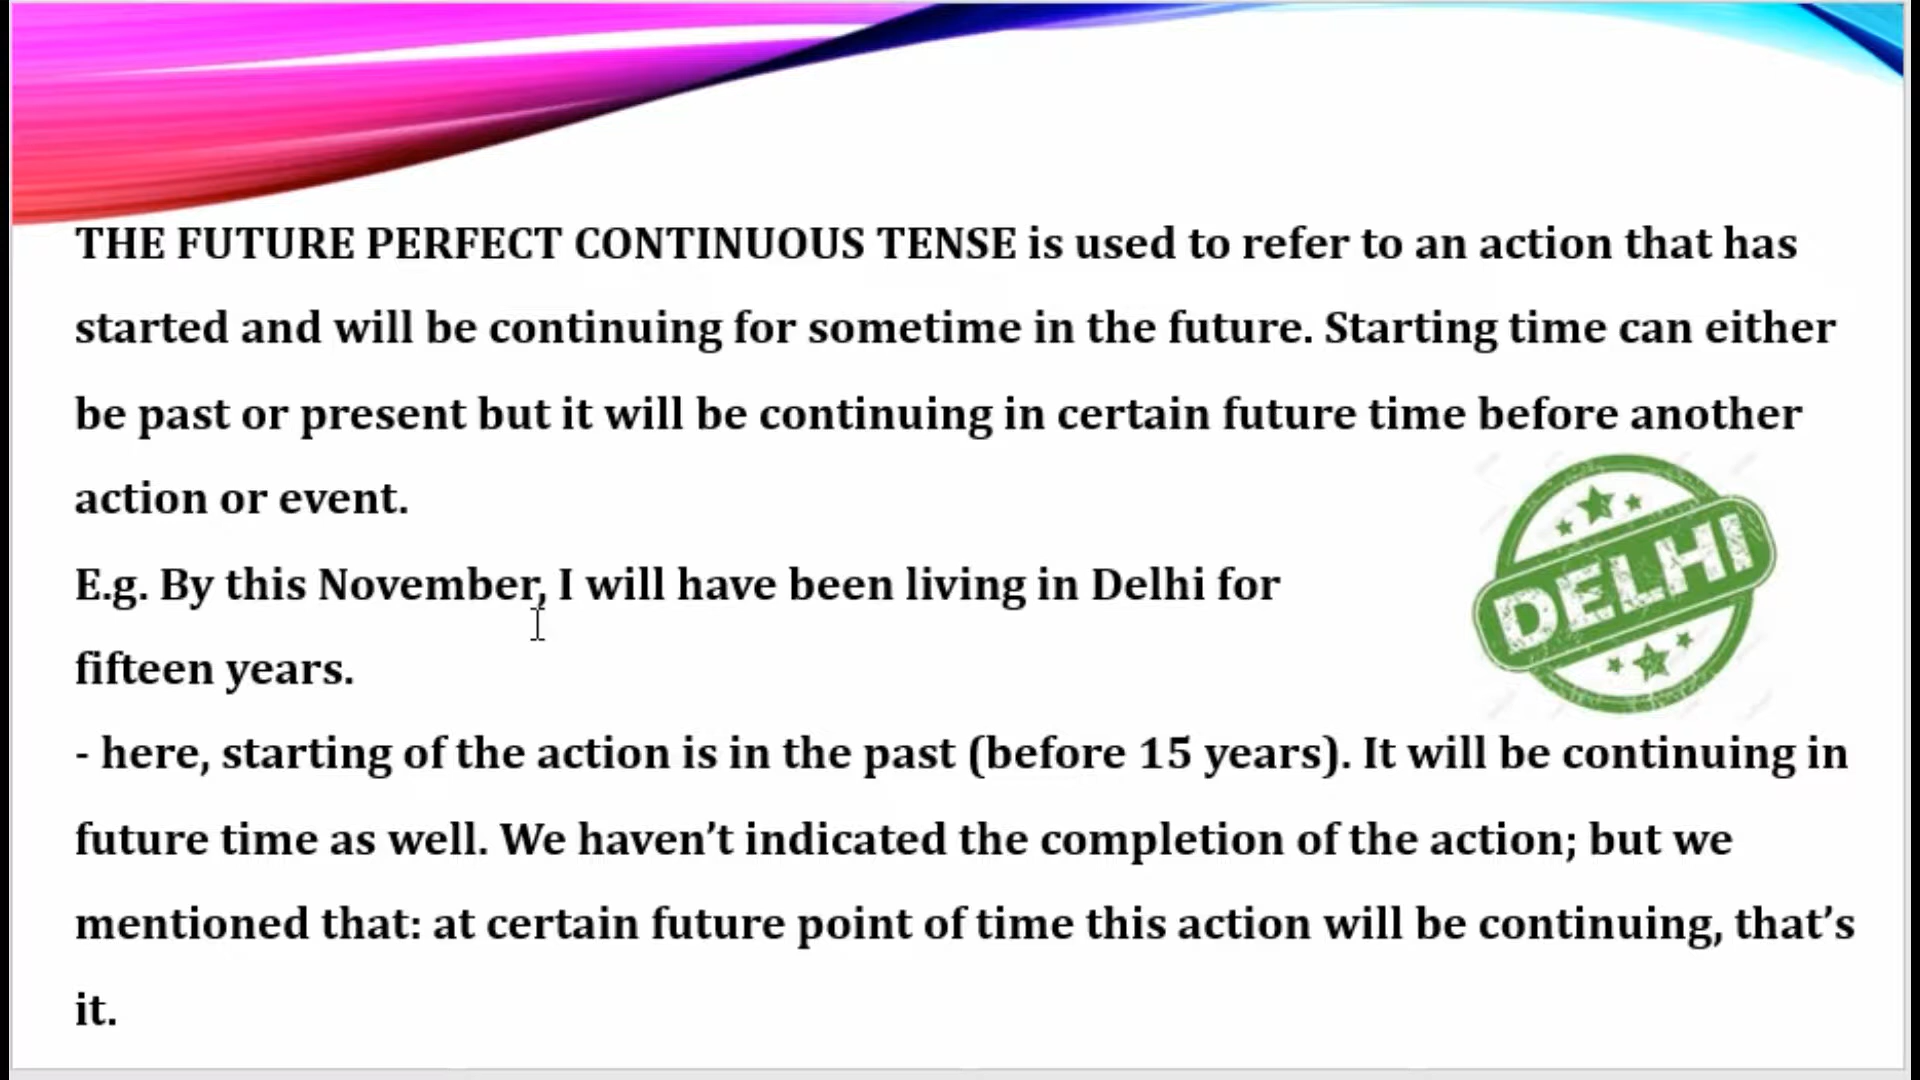 THE FUTURE PERFECT CONTINUOUS TENSE is used to refer to an action that has
started and will be continuing for sometime in the future. Starting time can either
be past or present but it will be continuing in certain future time before another
action or event.
E.g. By this November, I will have been living in Delhi for
fifteen years.
DELHI
- here, starting of the action is in the past (before 15 years). It will be continuing in
future time as well. We haven’t indicated the completion of the action; but we
mentioned that: at certain future point of time this action will be continuing, that’s
it.